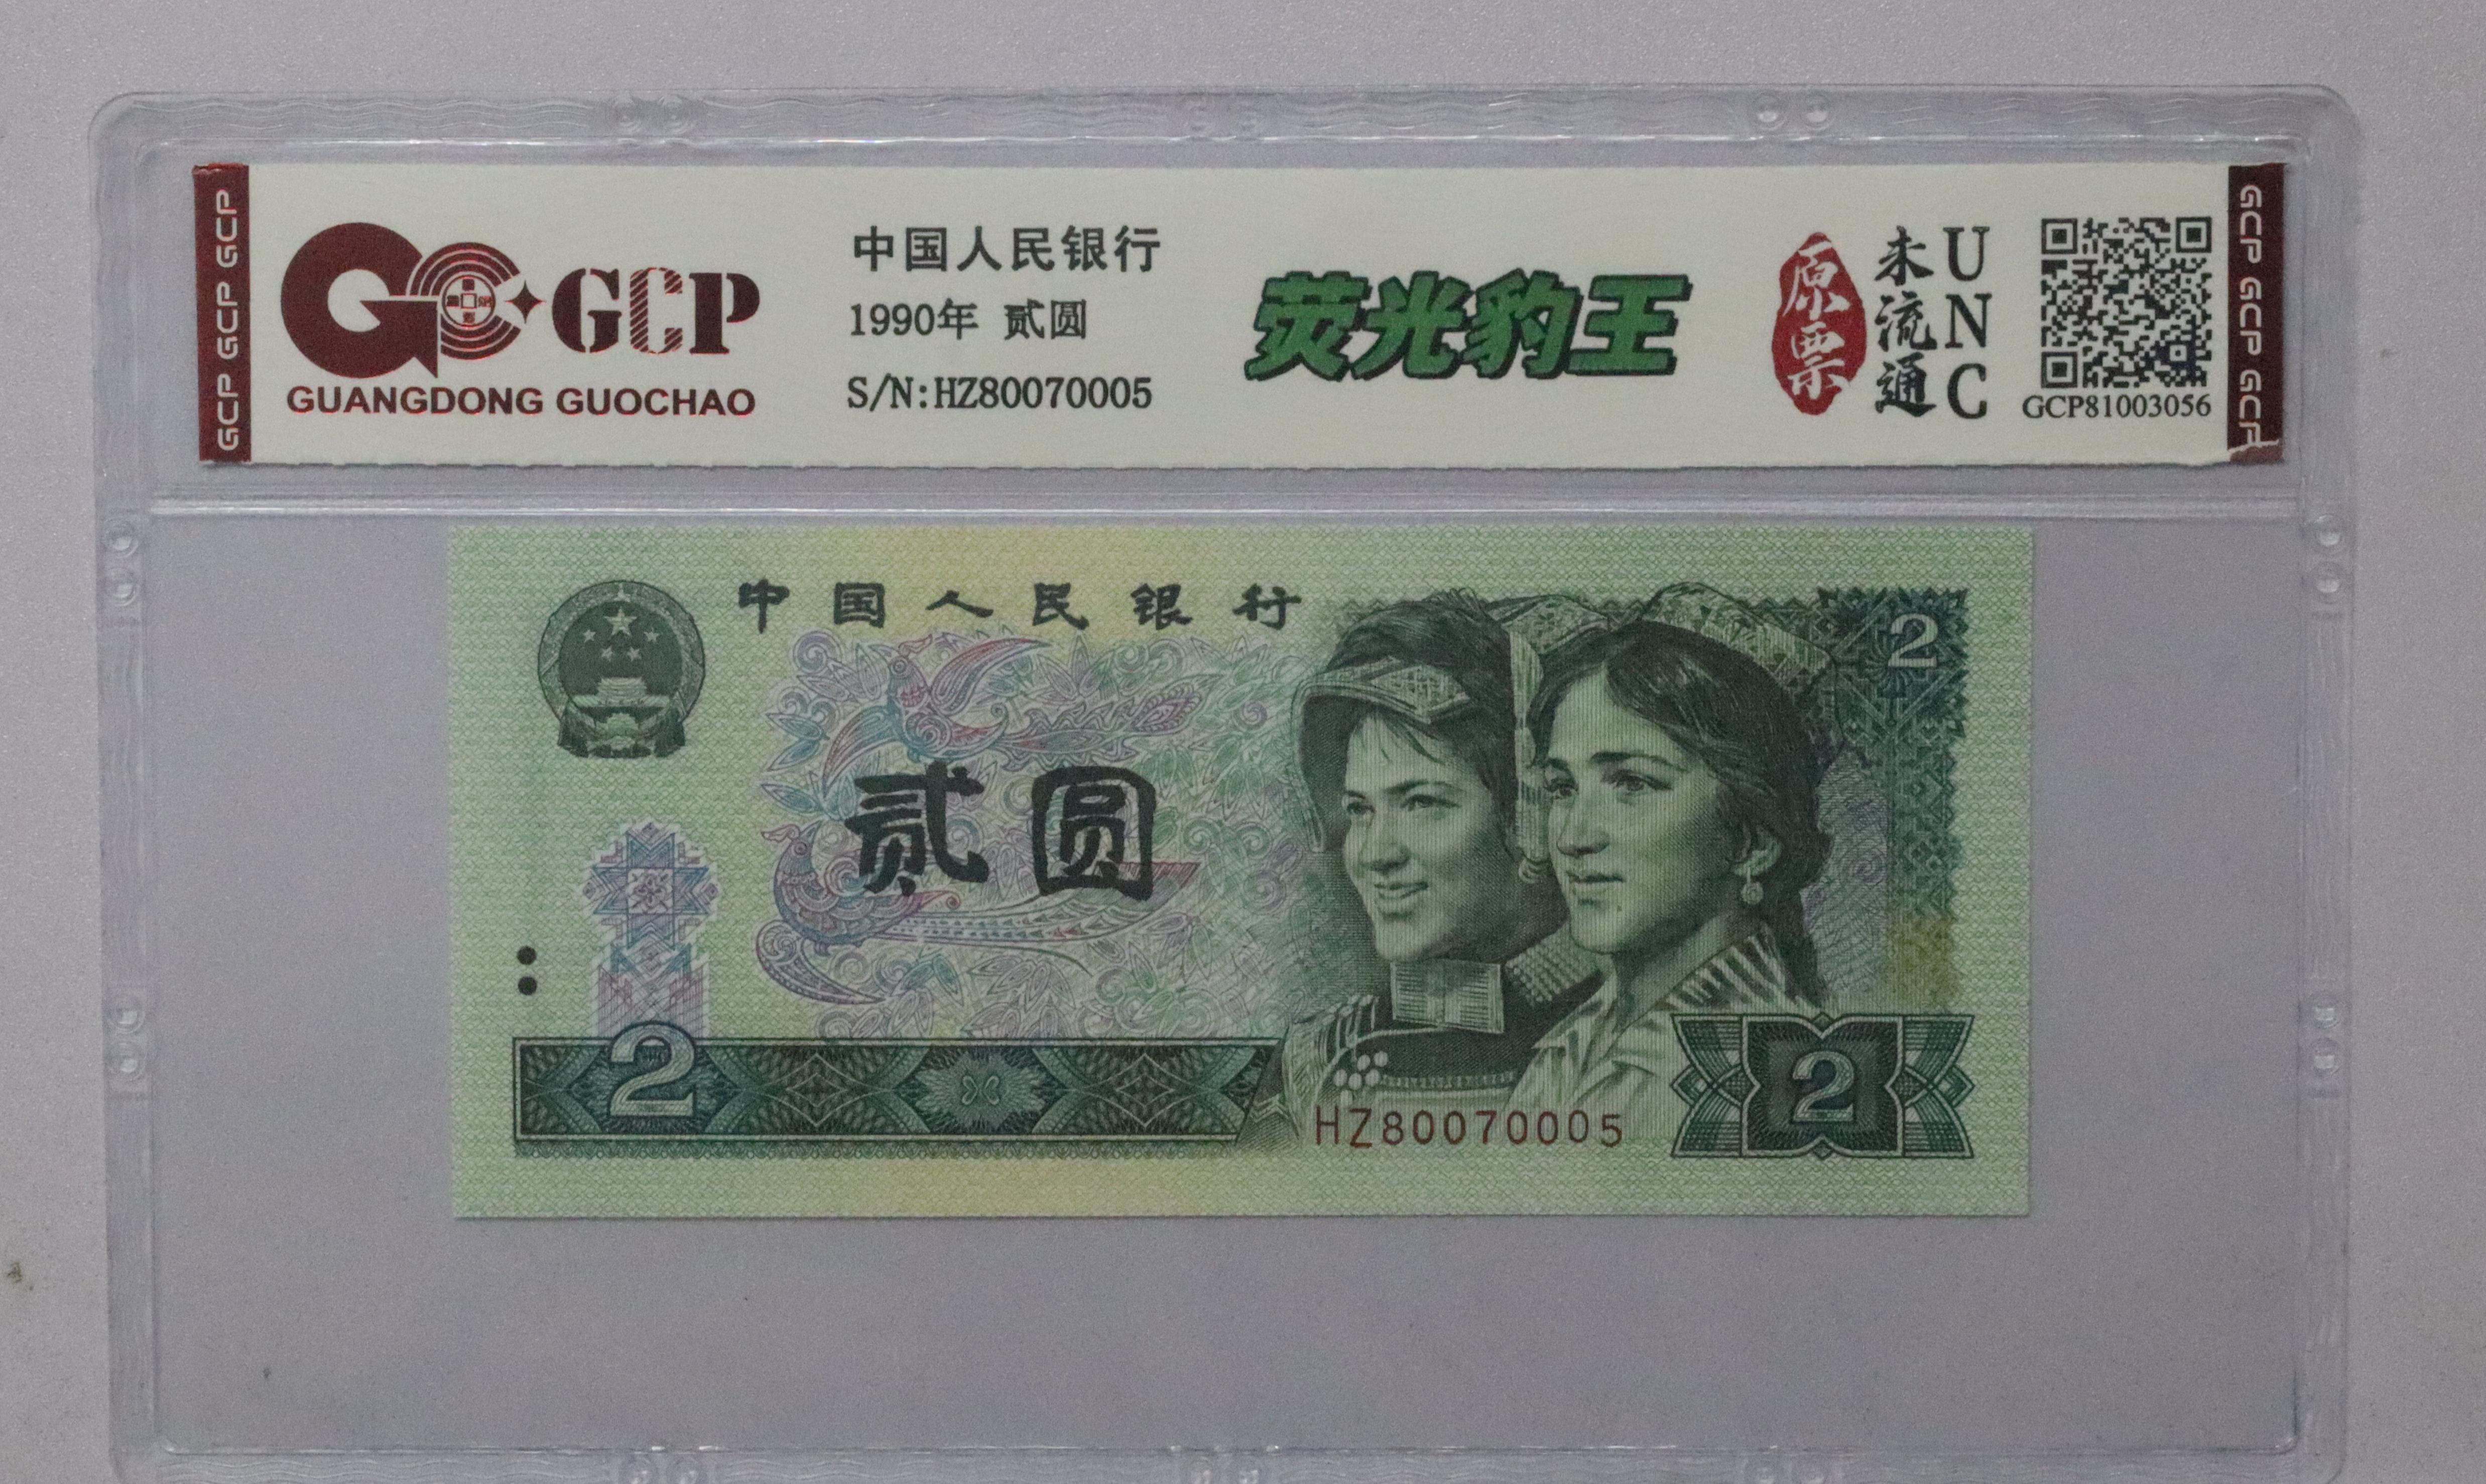 GCP GCP GCP
GCP
GUANGDONG GUOCHAO
中国人民银行
1990年 贰圆
S/N:HZ80070005
荧光豹王
原票
未流通
UNC
GCP81003056
GCP GCP GCP
中国人民银行
2
贰圆
2
HZ80070005
2